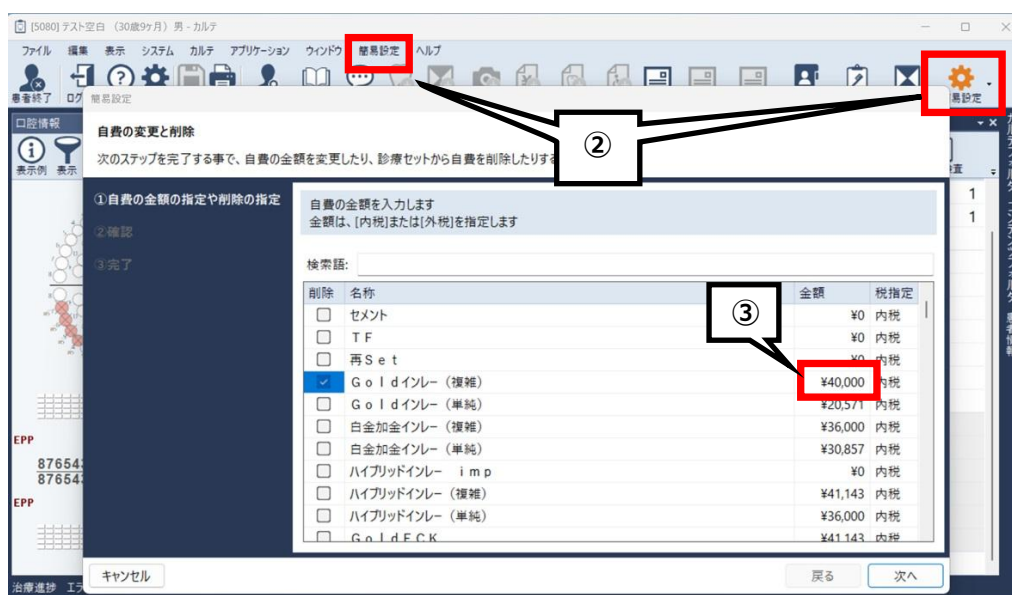 [5080] テスト空白 （30歳9ヶ月）男 - カルテ
ファイル 編集 表示 システム カルテ アプリケーション ウィンドウ 簡易設定 ヘルプ
患者終了 ログ
易設定
簡易設定
口腔情報
表示例 表示
自費の変更と削除
次のステップを完了する事で、自費の金額を変更したり、診療セットから自費を削除したりす
②
①自費の金額の指定や削除の指定
②確認
③完了
自費の金額を入力します
金額は、[内税]または[外税]を指定します
検索語:
削除 名称 金額 税指定
③
セメント ¥0 内税
ＴＦ ¥0 内税
再Ｓｅｔ ¥0 内税
Ｇｏｌｄインレー（複雑） ¥40,000 内税
Ｇｏｌｄインレー（単純） ¥20,571 内税
白金加金インレー（複雑） ¥36,000 内税
白金加金インレー（単純） ¥30,857 内税
ハイブリッドインレー　ｉｍｐ ¥0 内税
ハイブリッドインレー（複雑） ¥41,143 内税
ハイブリッドインレー（単純） ¥36,000 内税
ＧｏｌｄＦＣＫ ¥41,143 内税
1
1
EPP
87654
87654
EPP
キャンセル 戻る 次へ
治療進捗 エラ